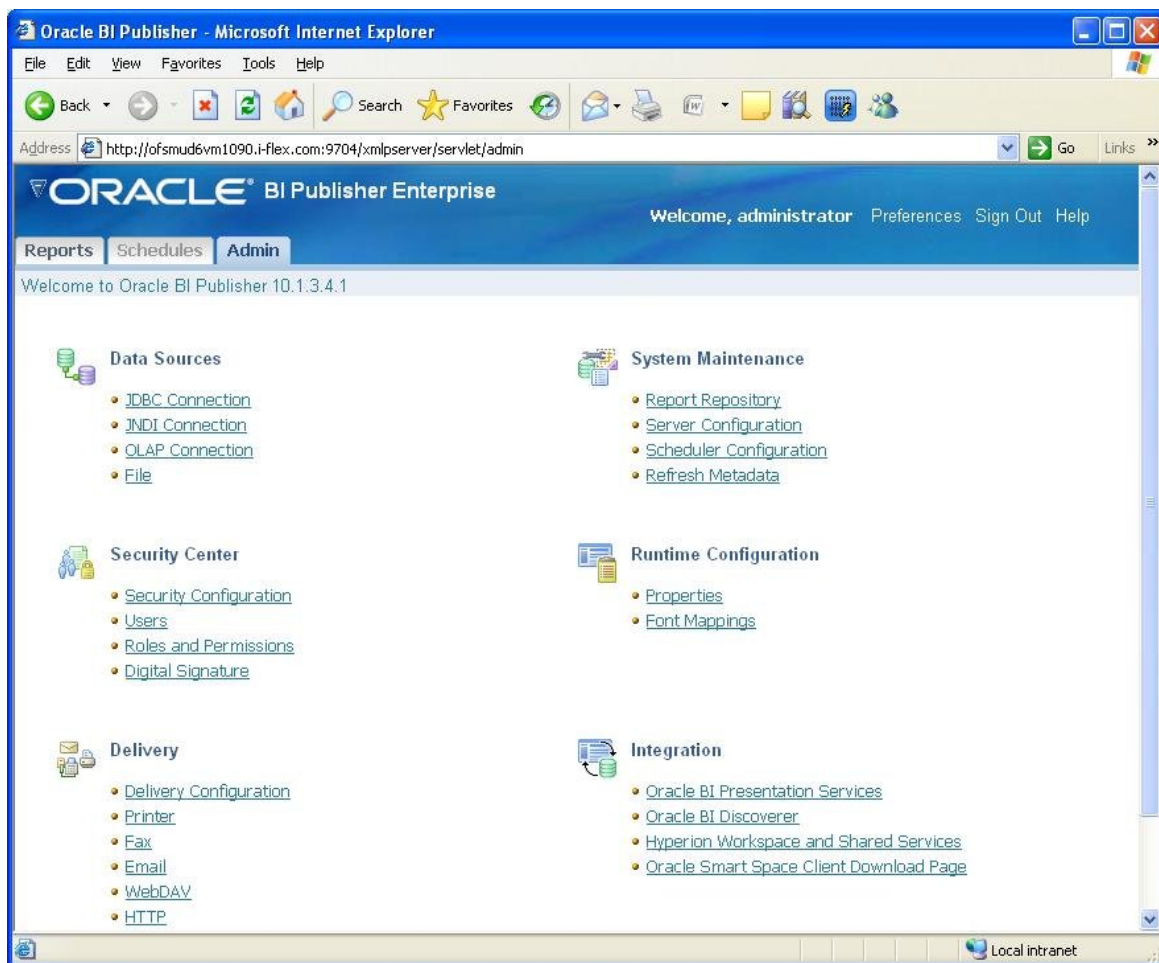 Oracle BI Publisher - Microsoft Internet Explorer
File Edit View Favorites Tools Help
Back Search Favorites
Address http://ofsmud6vm1090.i-flex.com:9704/xmlpserver/servlet/admin Go Links »
ORACLE® BI Publisher Enterprise
Welcome, administrator Preferences Sign Out Help
Reports Schedules Admin
Welcome to Oracle BI Publisher 10.1.3.4.1
Data Sources
JDBC Connection
JNDI Connection
OLAP Connection
File
System Maintenance
Report Repository
Server Configuration
Scheduler Configuration
Refresh Metadata
Security Center
Security Configuration
Users
Roles and Permissions
Digital Signature
Runtime Configuration
Properties
Font Mappings
Delivery
Delivery Configuration
Printer
Fax
Email
WebDAV
HTTP
Integration
Oracle BI Presentation Services
Oracle BI Discoverer
Hyperion Workspace and Shared Services
Oracle Smart Space Client Download Page
Local intranet